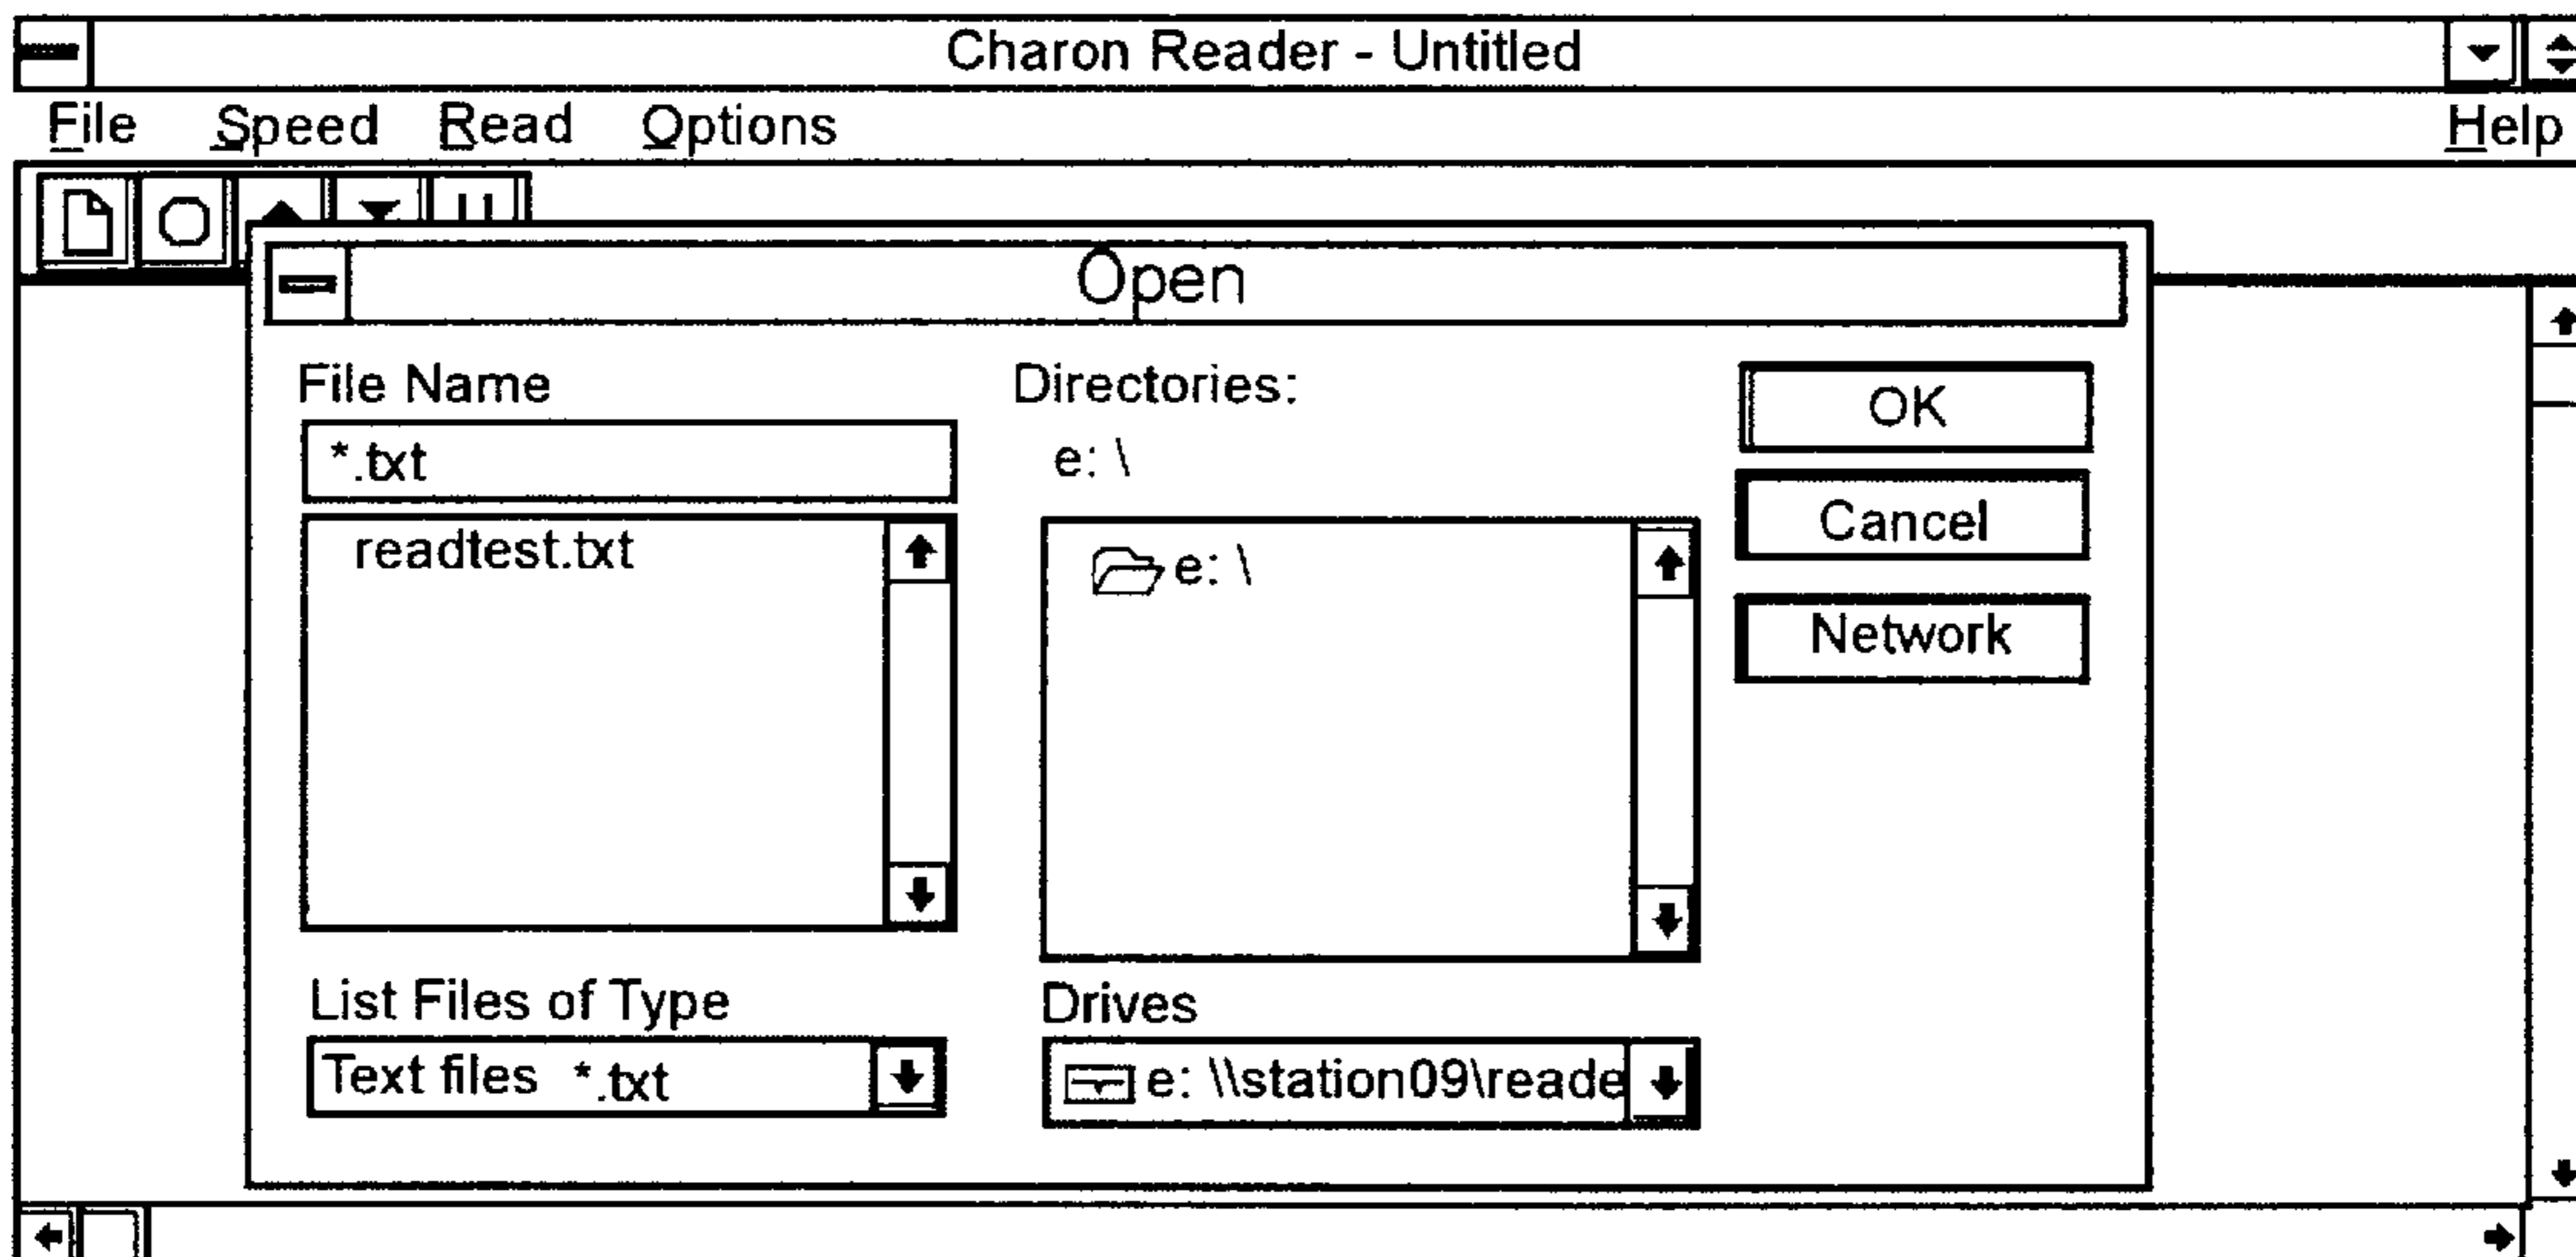 Charon Reader - Untitled
File Speed Read Options Help
Open
File Name
*.txt
readtest.txt
List Files of Type
Text files *.txt
Directories:
e: \
e: \
Drives
e: \\station09\reade
OK
Cancel
Network